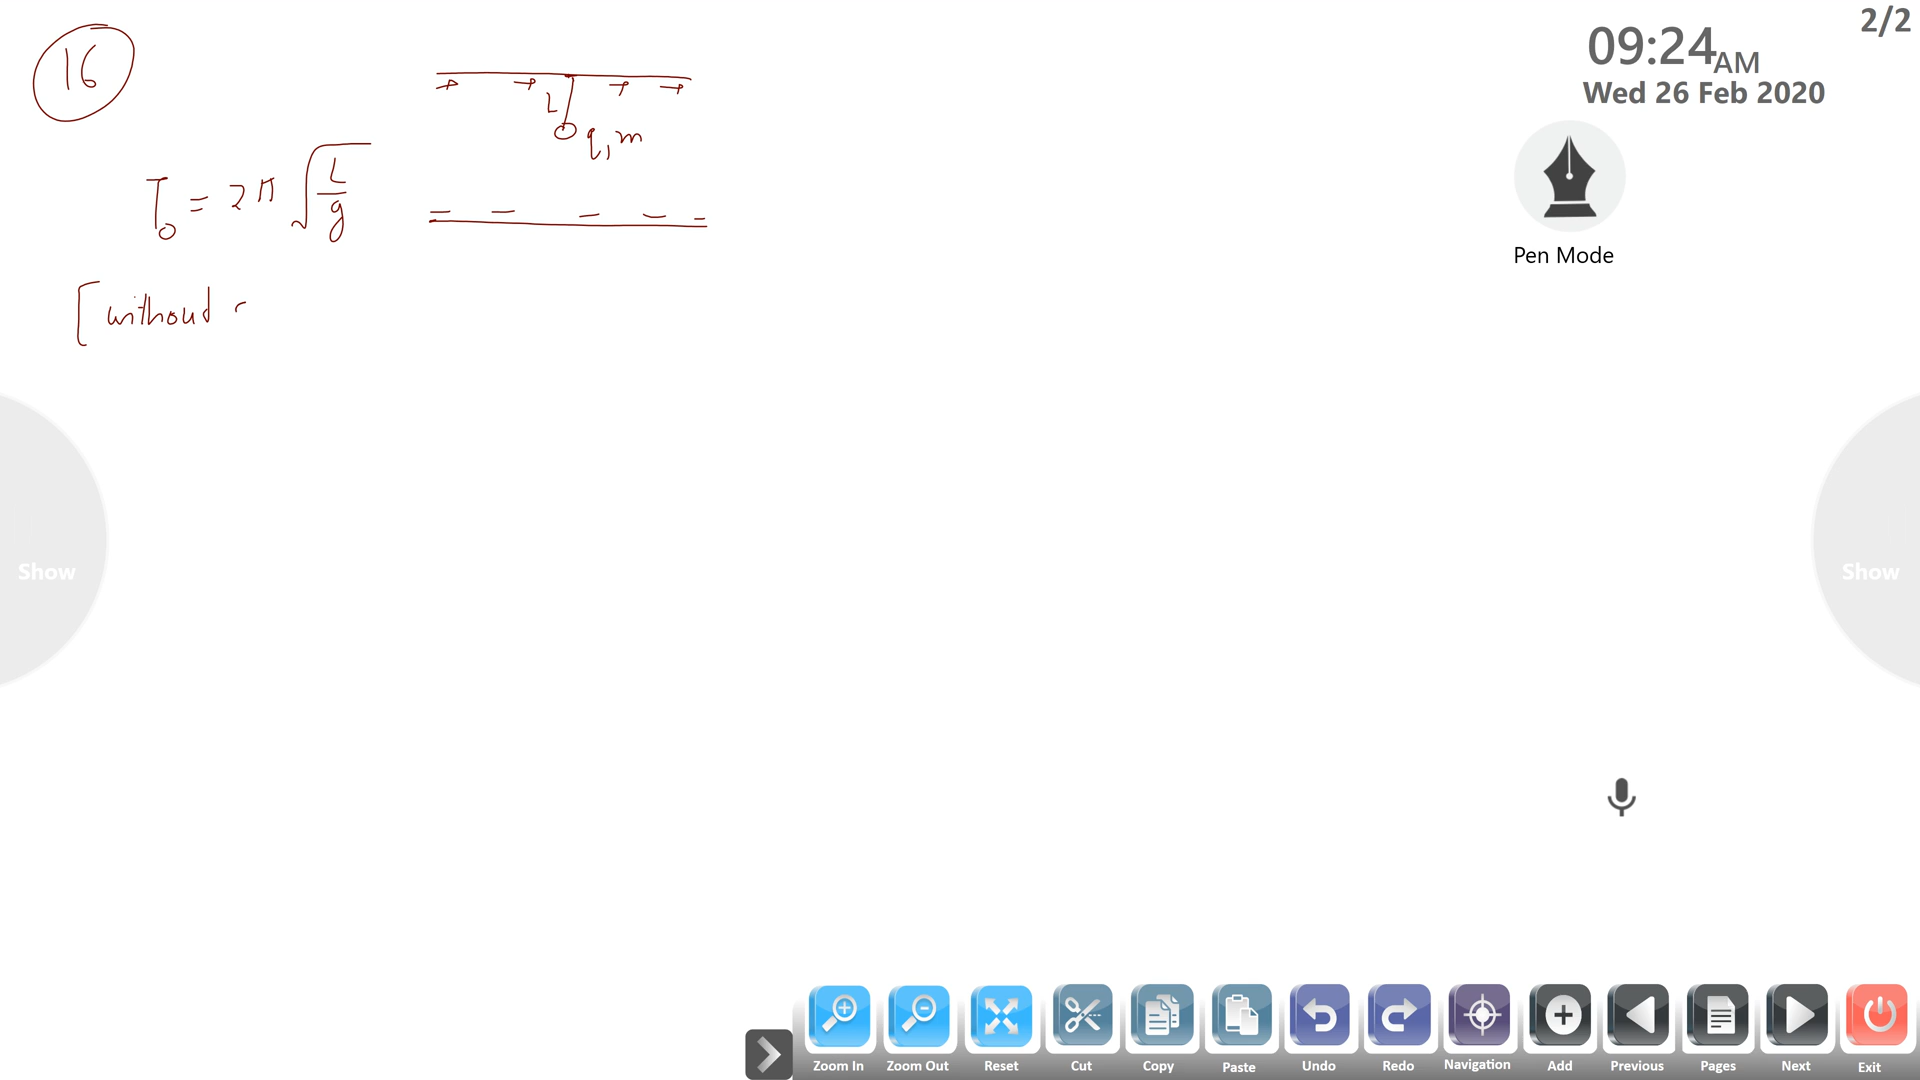 2/2
09:24AM
Wed 26 Feb 2020
16
+ + + +
L
q, m
T₀ = 2π √(L/g)
− − − − −
Pen Mode
[ without
Show
Show
Zoom In Zoom Out Reset Cut Copy Paste Undo Redo Navigation Add Previous Pages Next Exit